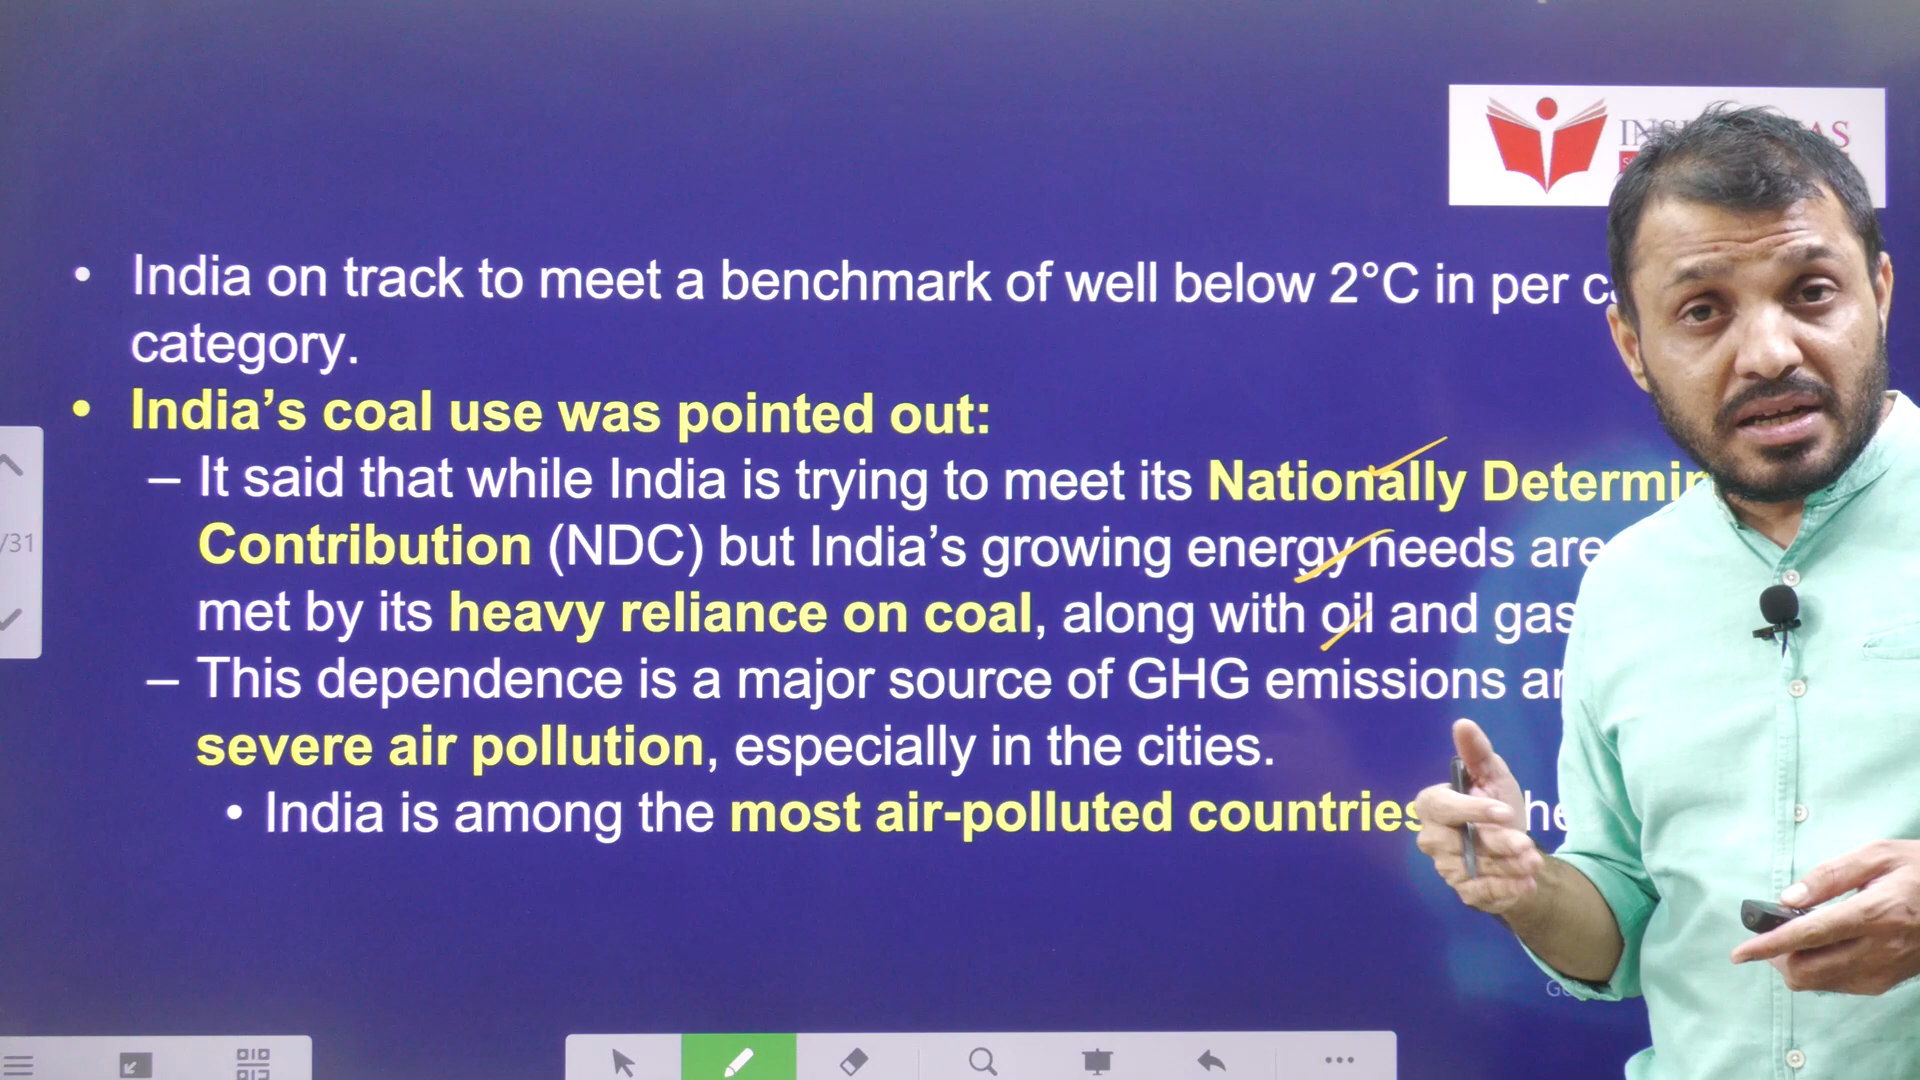 INS AS
• India on track to meet a benchmark of well below 2°C in per
category.
• India’s coal use was pointed out:
– It said that while India is trying to meet its Nationally
Contribution (NDC) but India’s growing energy needs are
met by its heavy reliance on coal, along with oil and gas
– This dependence is a major source of GHG emissions
severe air pollution, especially in the cities.
• India is among the most air-polluted countries
/31